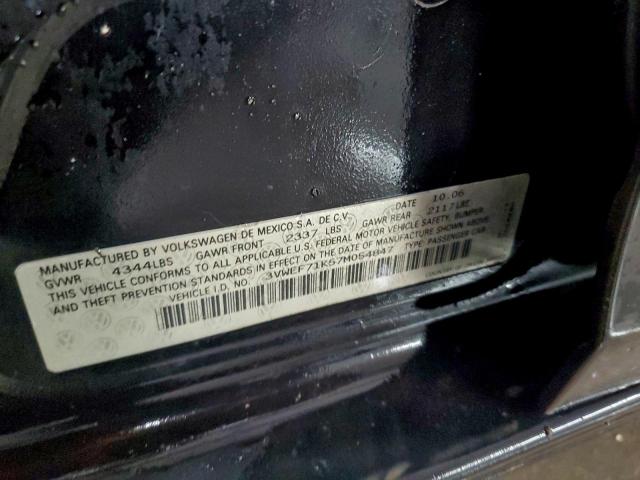 MANUFACTURED BY VOLKSWAGEN DE MEXICO S.A. DE C.V. DATE 10.06
GVWR 4344LBS GAWR FRONT 2337 LBS GAWR REAR 2117LBS
THIS VEHICLE CONFORMS TO ALL APPLICABLE U.S. FEDERAL MOTOR VEHICLE SAFETY, BUMPER,
AND THEFT PREVENTION STANDARDS IN EFFECT ON THE DATE OF MANUFACTURE SHOWN ABOVE.
VEHICLE I.D. NO. 3VWEF71K57M054847 TYPE: PASSENGER CAR